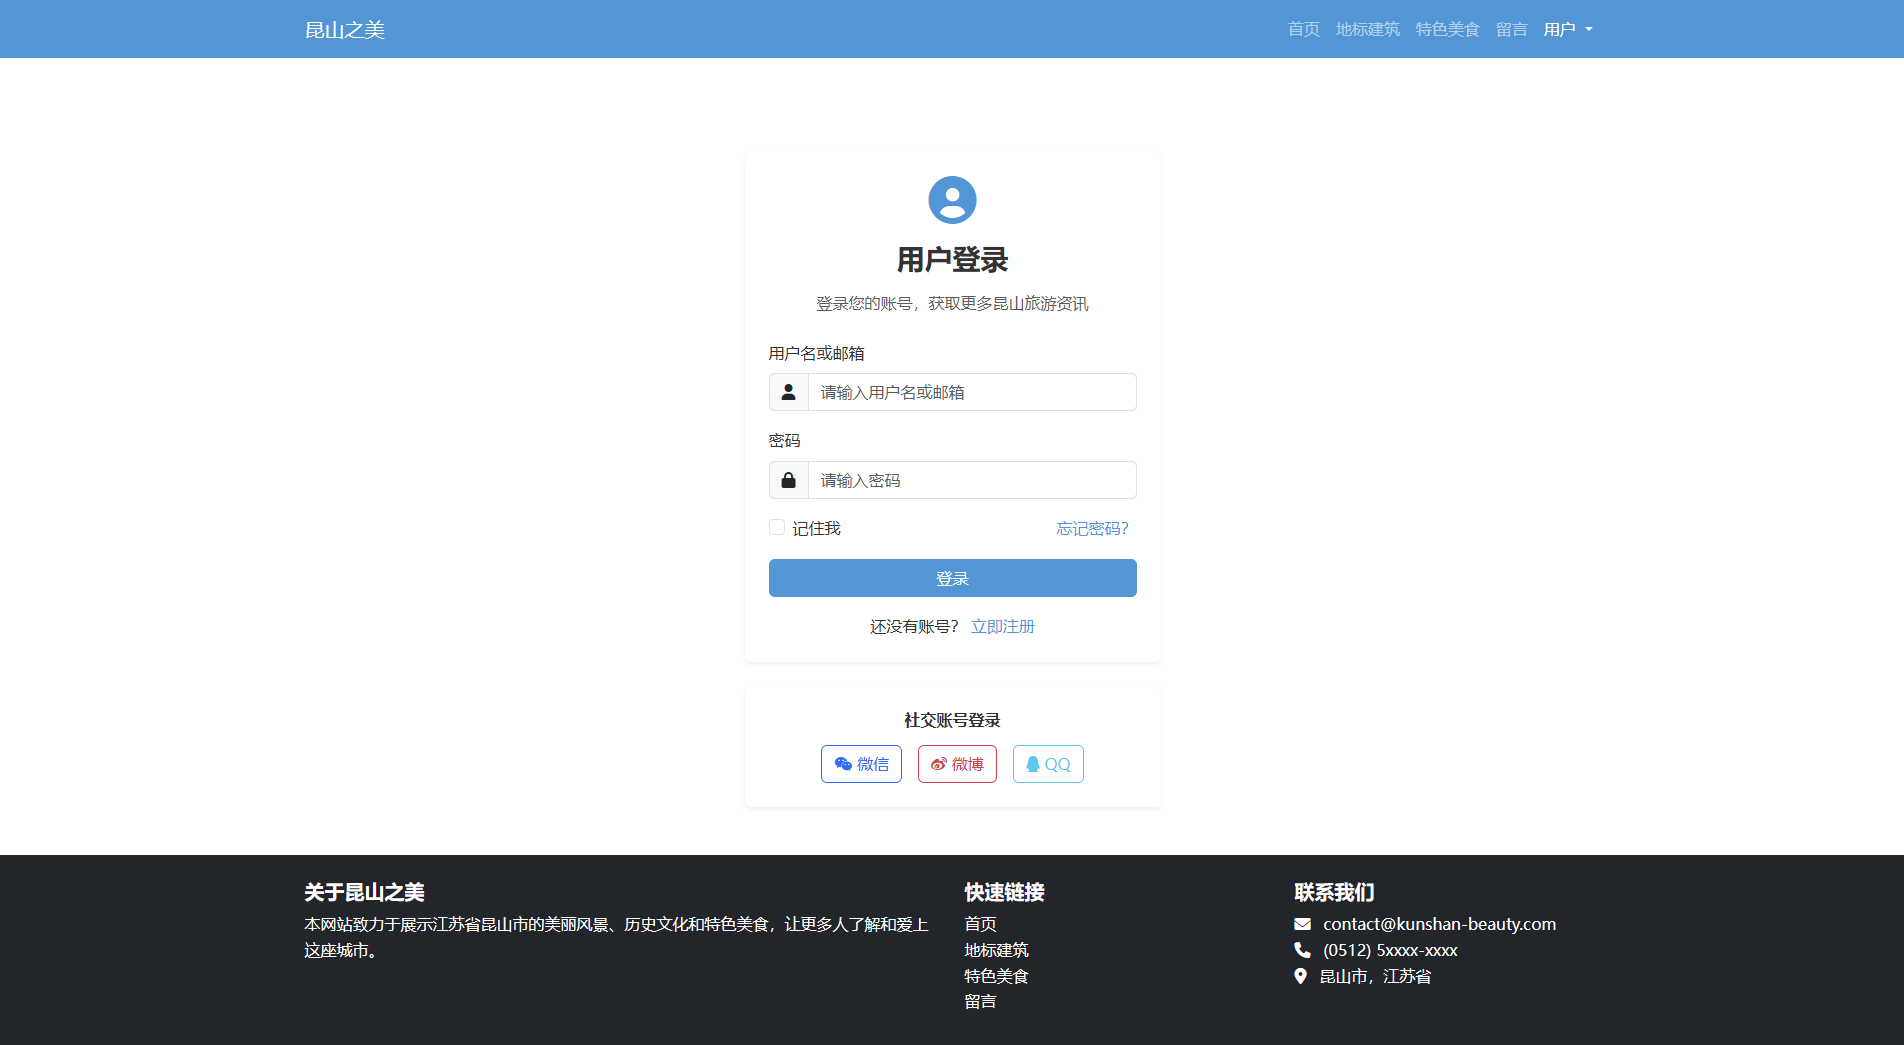 昆山之美
首页 地标建筑 特色美食 留言 用户
用户登录
登录您的账号，获取更多昆山旅游资讯
用户名或邮箱
请输入用户名或邮箱
密码
请输入密码
记住我 忘记密码？
登录
还没有账号？ 立即注册
社交账号登录
微信 微博 QQ
关于昆山之美
本网站致力于展示江苏省昆山市的美丽风景、历史文化和特色美食，让更多人了解和爱上
这座城市。
快速链接
首页
地标建筑
特色美食
留言
联系我们
contact@kunshan-beauty.com
(0512) 5xxxx-xxxx
昆山市，江苏省